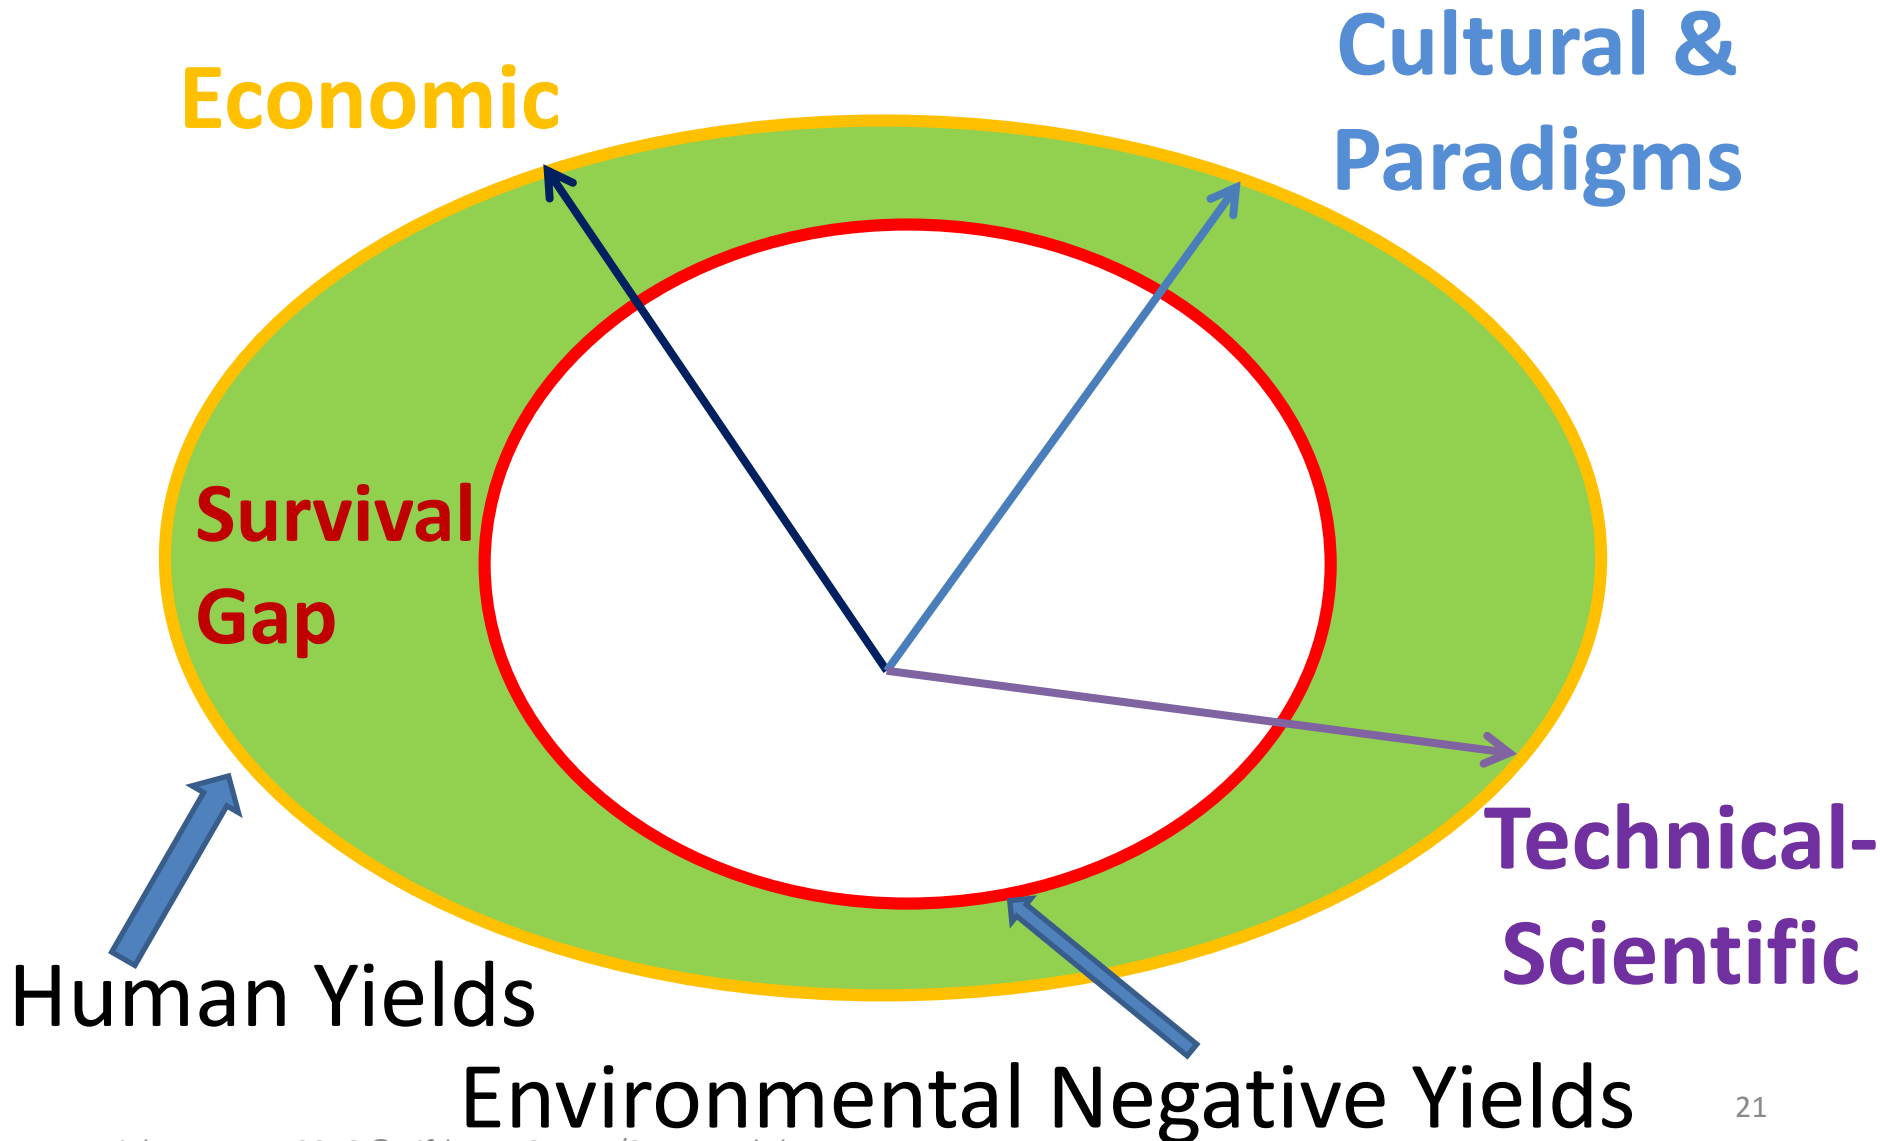 Economic
Cultural &
Paradigms
Survival
Gap
Technical-
Scientific
Human Yields
Environmental Negative Yields
21